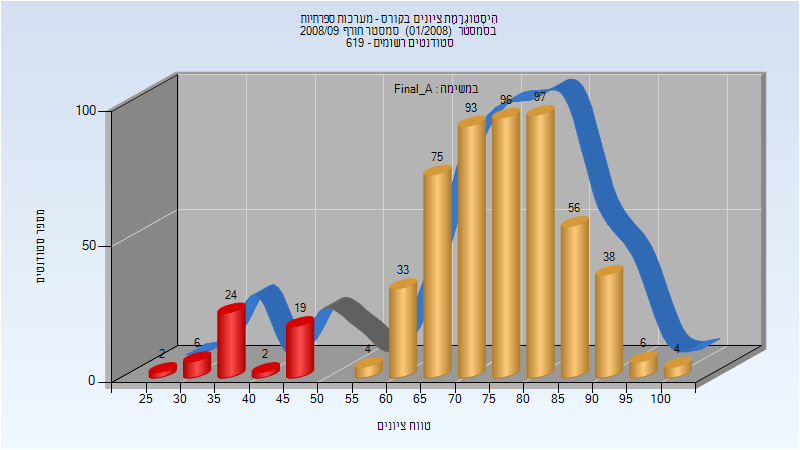 היסטוגרמת ציונים בקורס - מערכות ספרתיות
בסמסטר (01/2008) סמסטר חורף 2008/09
סטודנטים רשומים - 619
במשימה : Final_A
מספר סטודנטים
100
50
0
2
6
24
2
19
4
33
75
93
96
97
56
38
6
4
25 30 35 40 45 50 55 60 65 70 75 80 85 90 95 100
טווח ציונים